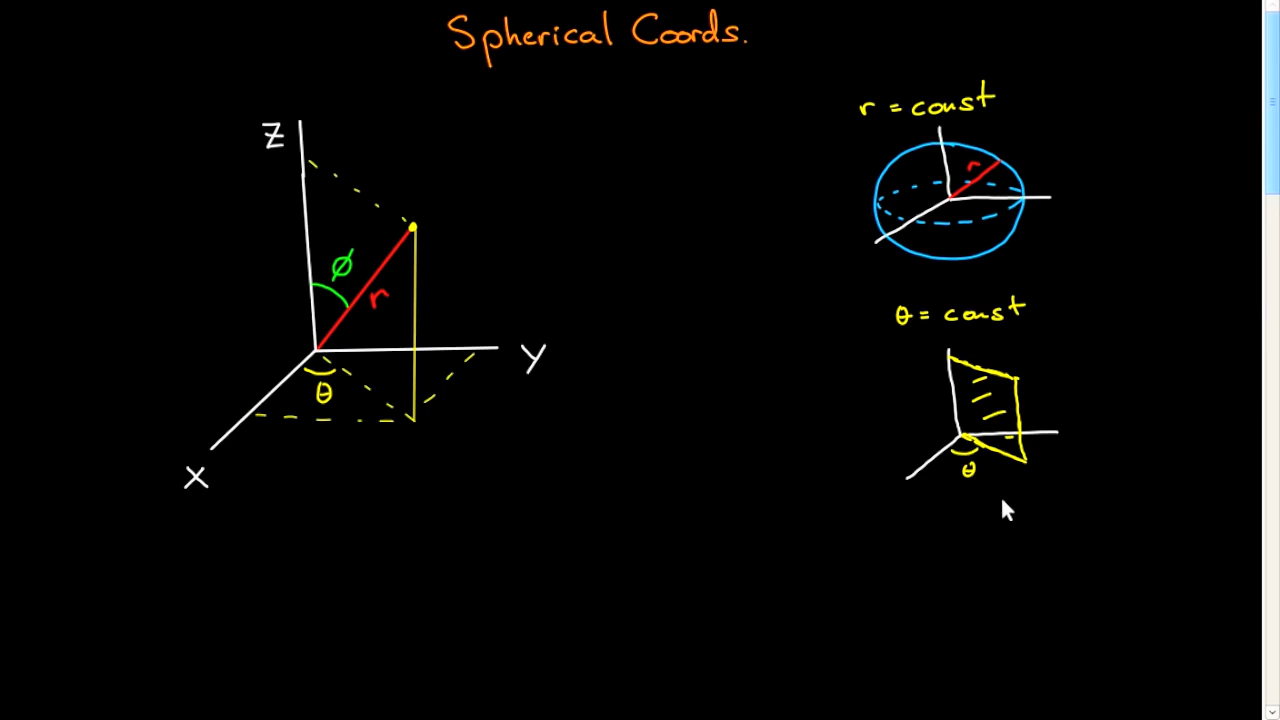 Spherical Coords.
Z
ϕ
r
y
θ
x
r = const
r
θ = const
θ